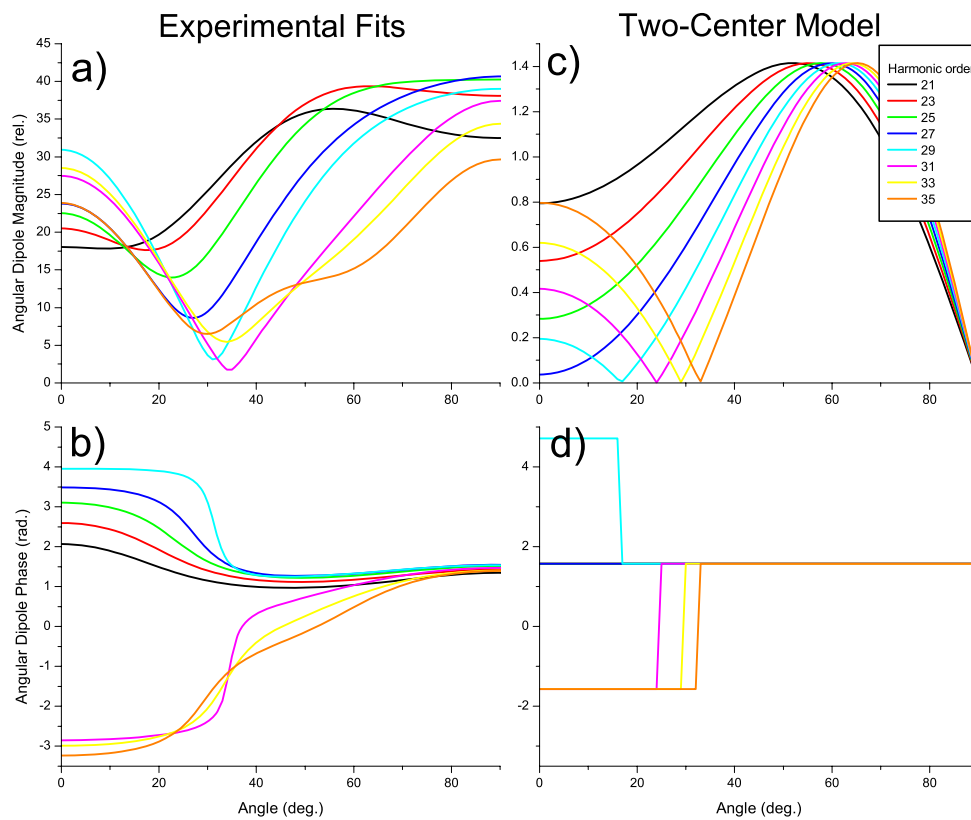 Experimental Fits
Two-Center Model
a)
45
40
35
30
25
20
15
10
5
0
0 20 40 60 80
Angular Dipole Magnitude (rel.)
c)
1.4
1.2
1.0
0.8
0.6
0.4
0.2
0.0
0 20 40 60 80
Harmonic order
21
23
25
27
29
31
33
35
b)
5
4
3
2
1
0
-1
-2
-3
0 20 40 60 80
Angular Dipole Phase (rad.)
Angle (deg.)
d)
4
2
0
-2
0 20 40 60 80
Angle (deg.)